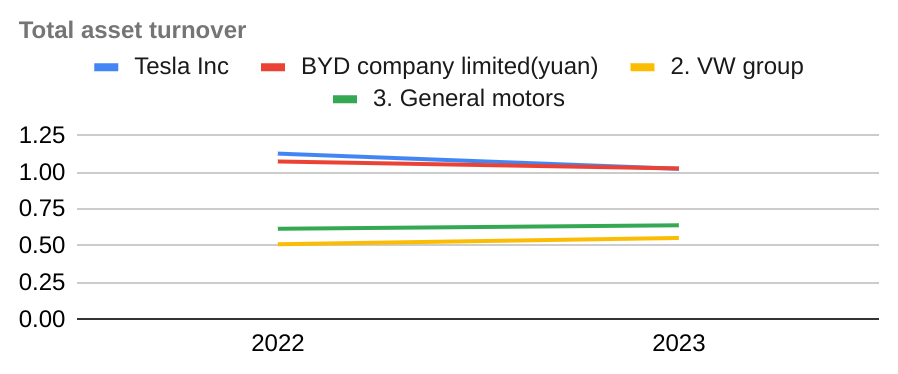 Total asset turnover
Tesla Inc BYD company limited(yuan) 2. VW group
3. General motors
1.25
1.00
0.75
0.50
0.25
0.00
2022 2023